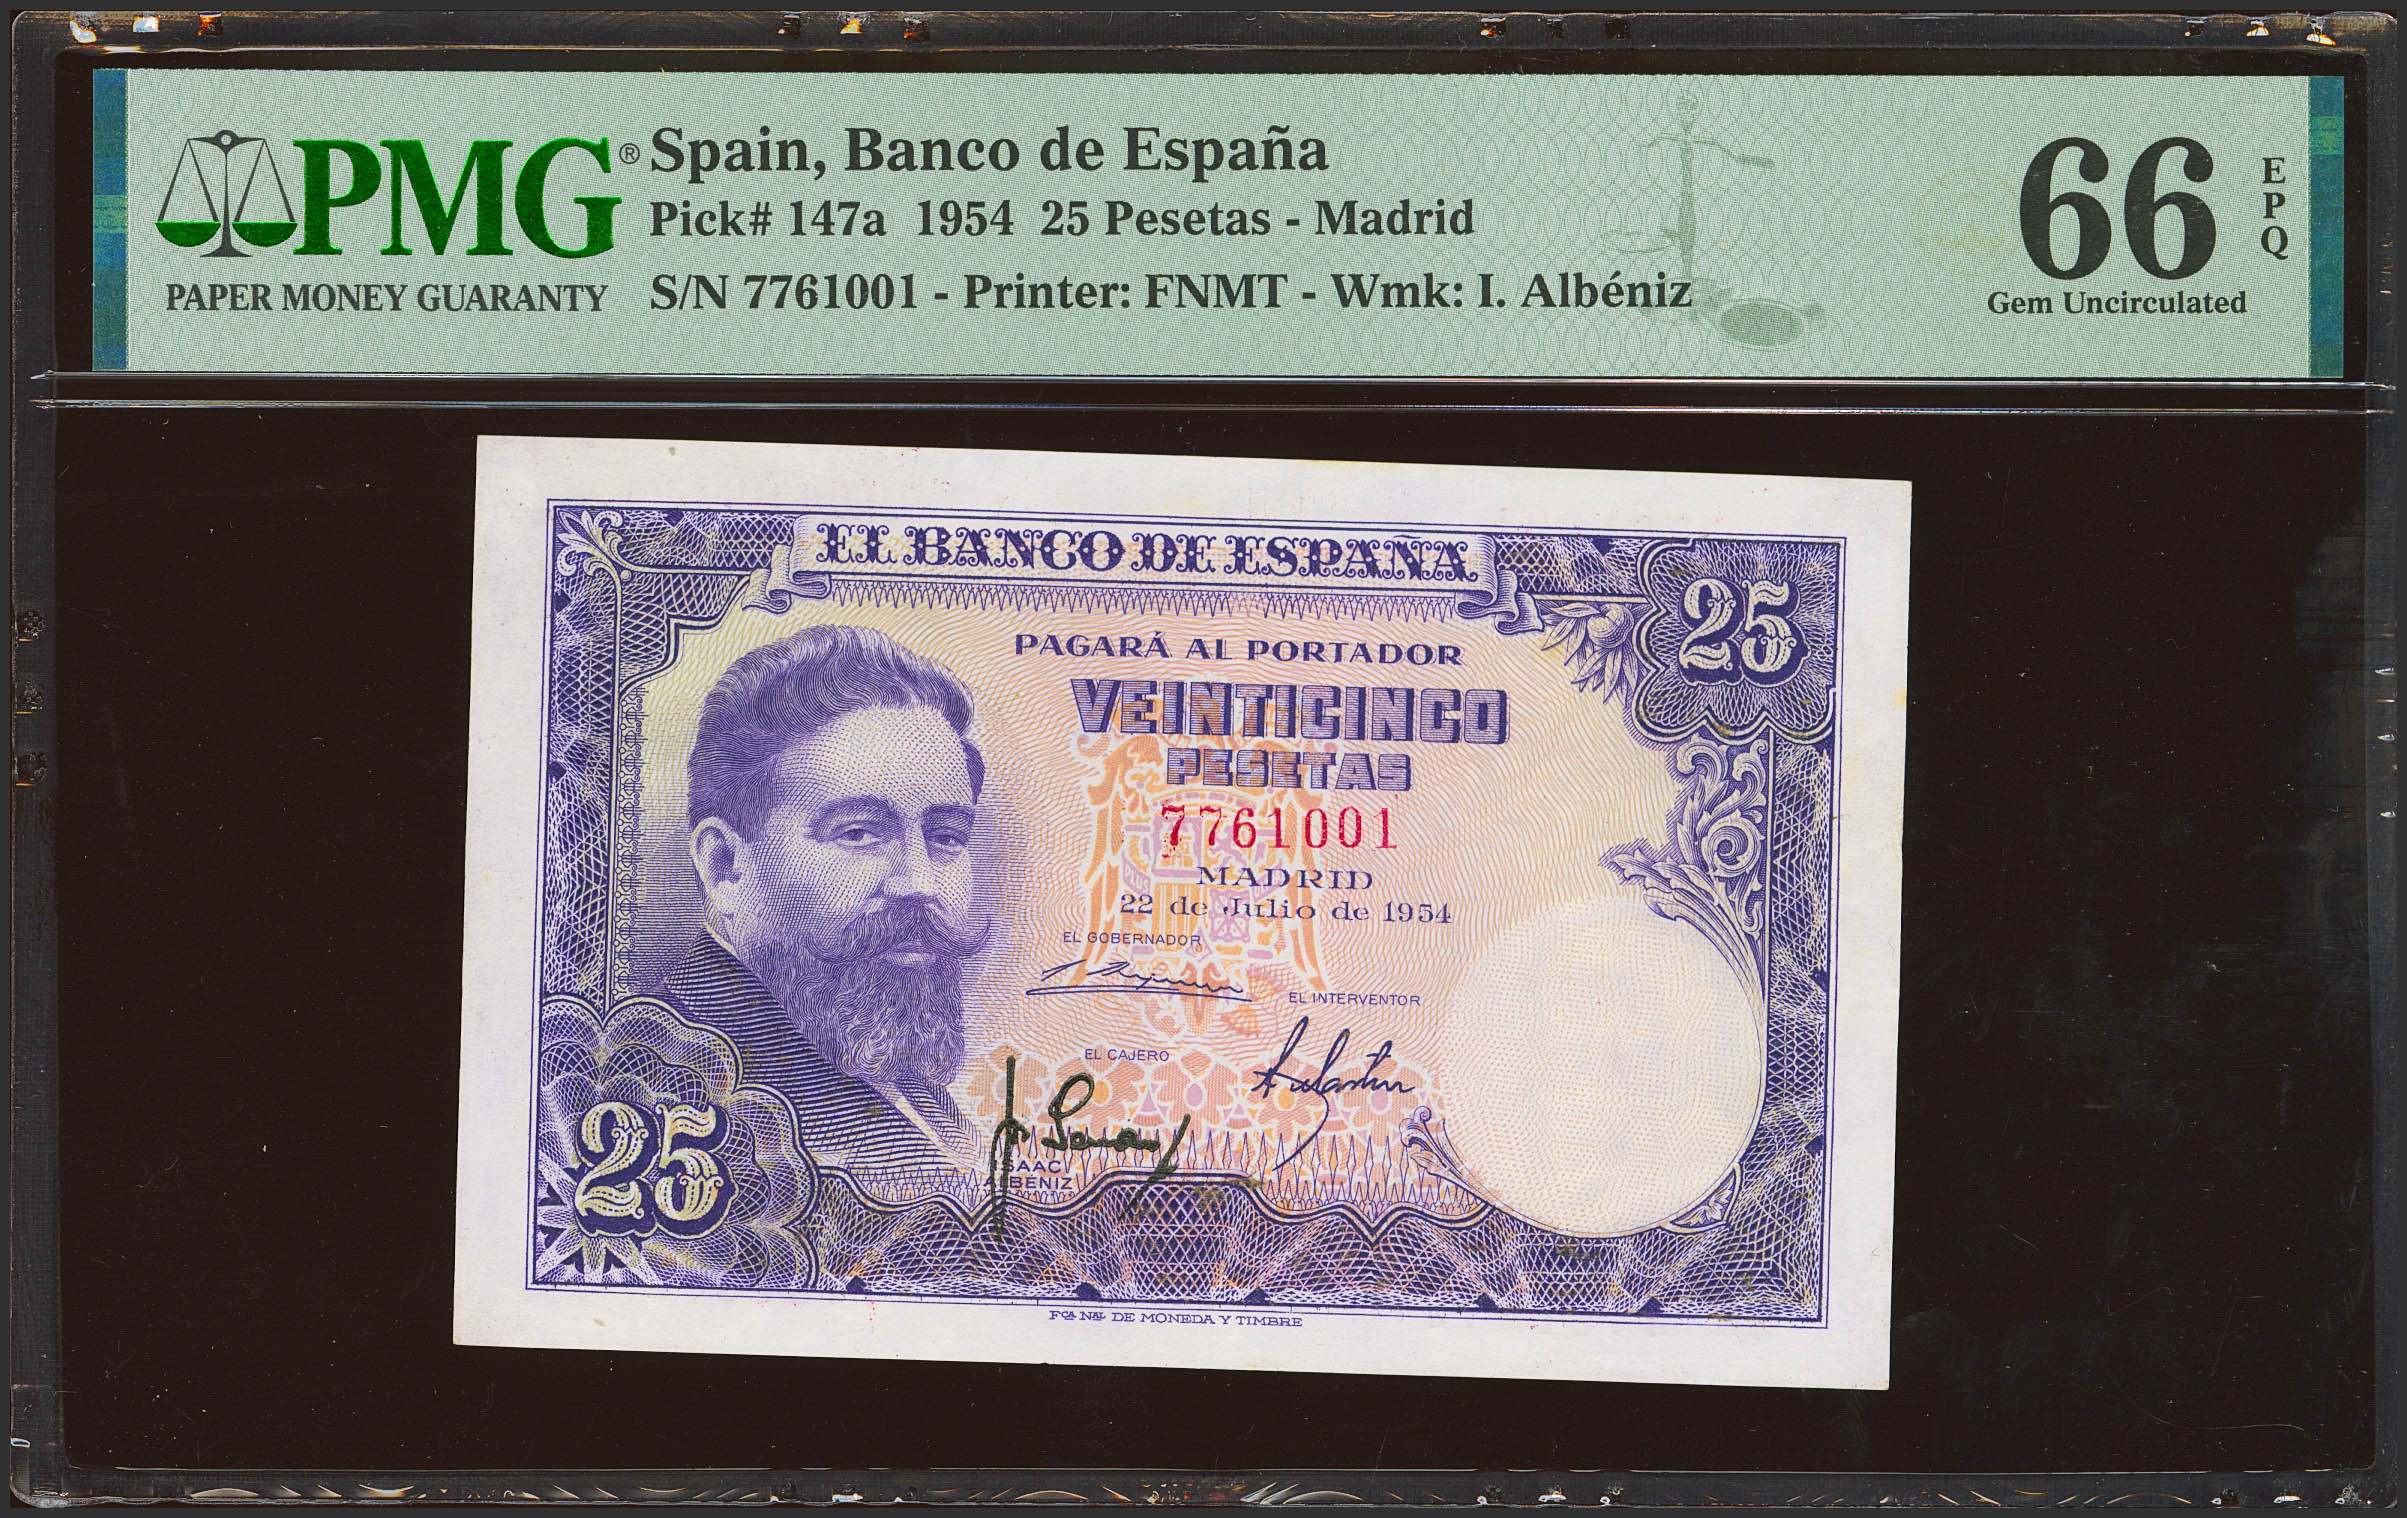 PMG®
PAPER MONEY GUARANTY
Spain, Banco de España
Pick# 147a 1954 25 Pesetas - Madrid
S/N 7761001 - Printer: FNMT - Wmk: I. Albéniz
66
EPQ
Gem Uncirculated
EL BANCO DE ESPAÑA
25
PAGARÁ AL PORTADOR
VEINTICINCO
PESETAS
7761001
MADRID
22 de Julio de 1954
PLUS
EL GOBERNADOR
EL INTERVENTOR
EL CAJERO
ISAAC
ALBÉNIZ
25
FCA. NAL. DE MONEDA Y TIMBRE